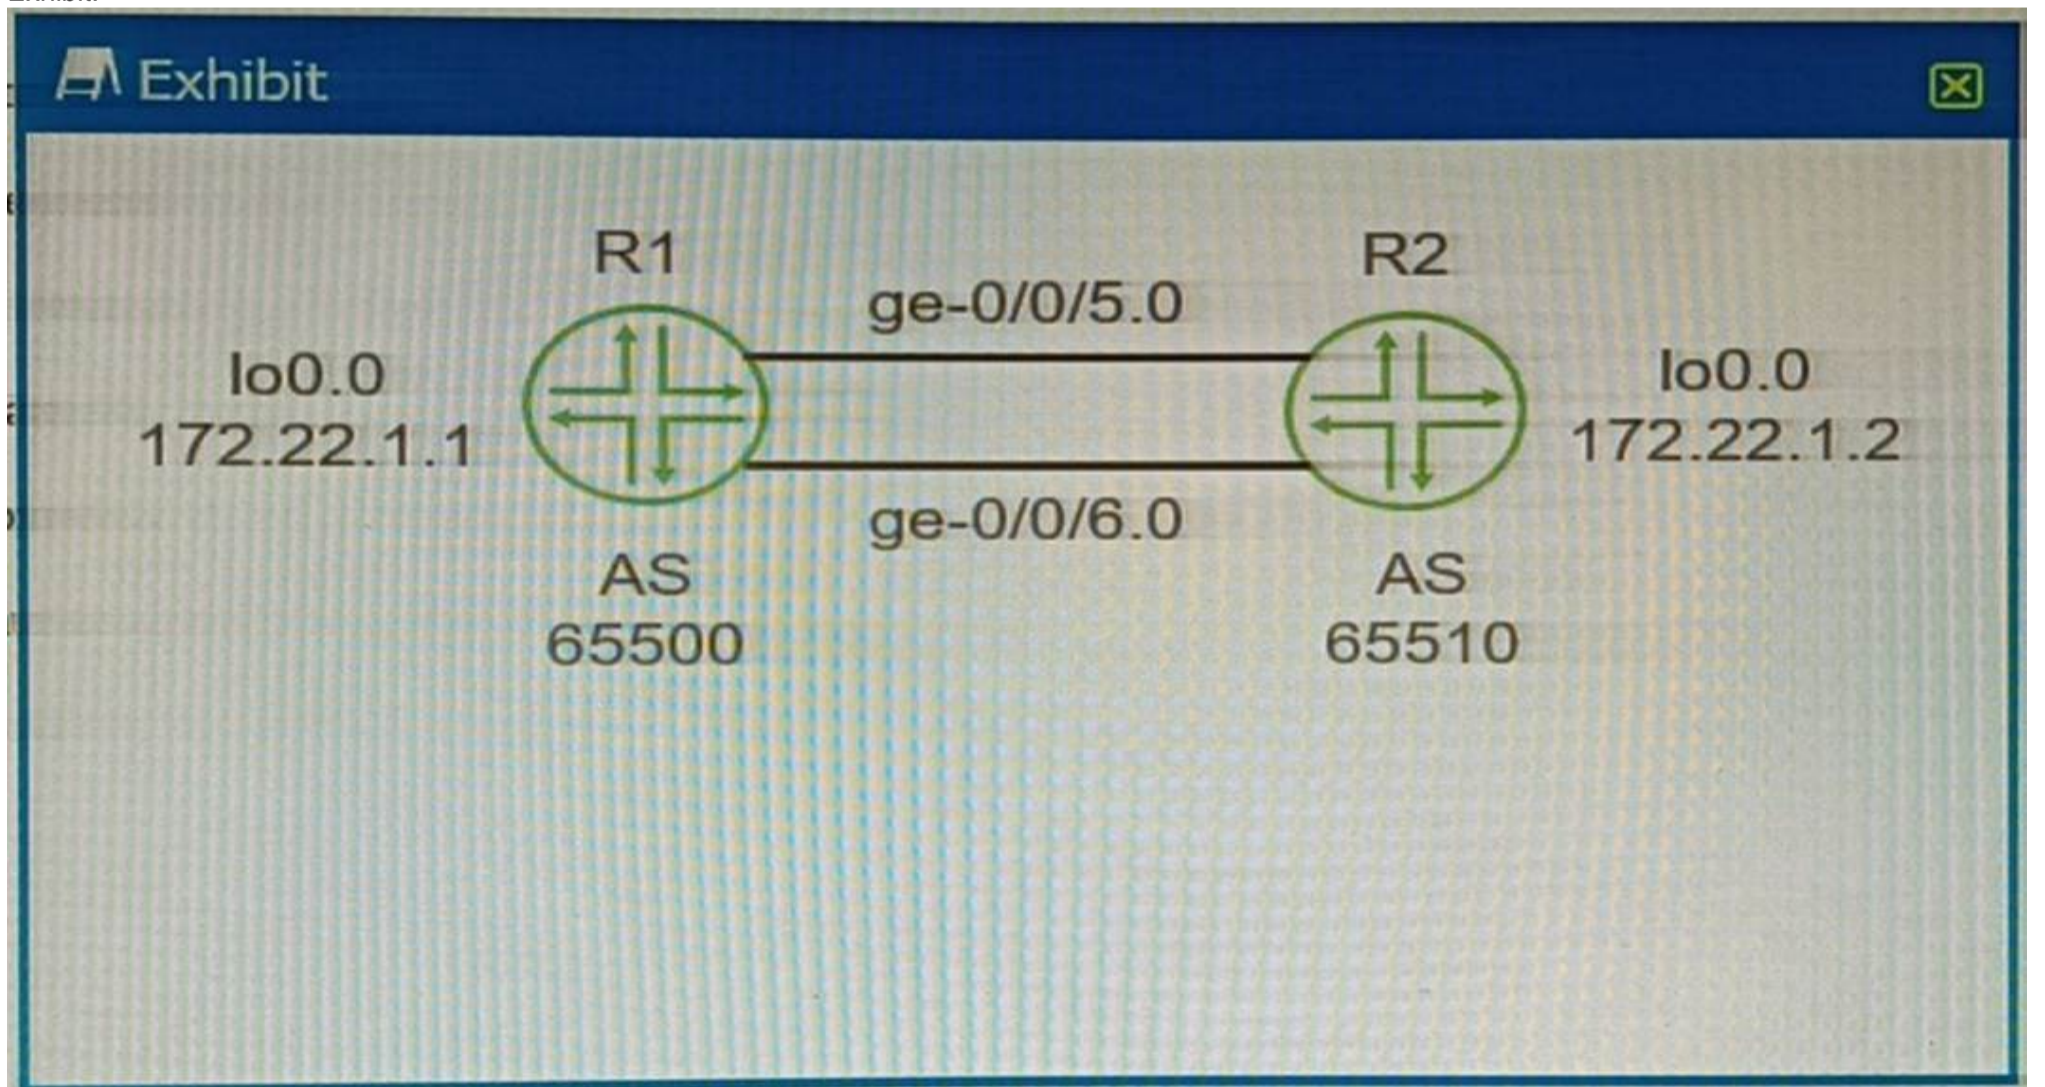 Exhibit
R1
R2
ge-0/0/5.0
lo0.0
172.22.1.1
lo0.0
172.22.1.2
ge-0/0/6.0
AS
65500
AS
65510